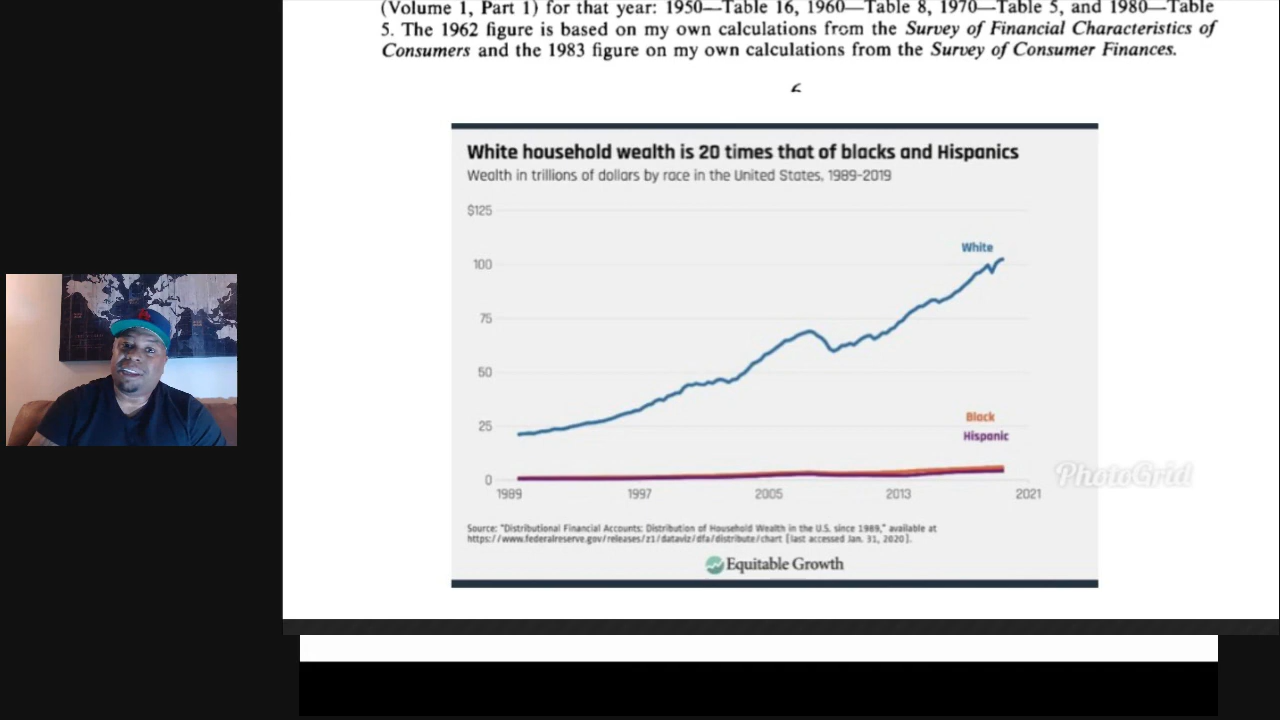 (Volume 1, Part 1) for that year: 1950—Table 16, 1960—Table 8, 1970—Table 5, and 1980—Table
5. The 1962 figure is based on my own calculations from the Survey of Financial Characteristics of
Consumers and the 1983 figure on my own calculations from the Survey of Consumer Finances.
White household wealth is 20 times that of blacks and Hispanics
Wealth in trillions of dollars by race in the United States, 1989-2019
$125
White
100
75
50
Black
25
Hispanic
0
PhotoGrid
1989 1997 2005 2013 2021
Source: "Distributional Financial Accounts: Distribution of Household Wealth in the U.S. since 1989," available at
https://www.federalreserve.gov/releases/z1/dataviz/dfa/distribute/chart (last accessed Jan. 31, 2020).
Equitable Growth